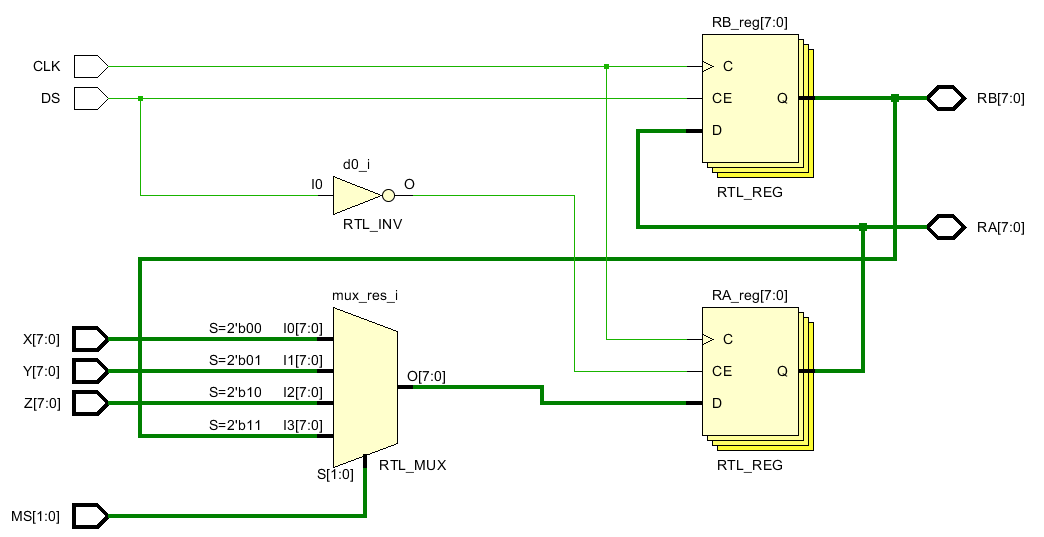 RB_reg[7:0]
CLK
C
DS
CE
Q
RB[7:0]
D
d0_i
I0
O
RTL_REG
RTL_INV
RA[7:0]
mux_res_i
RA_reg[7:0]
X[7:0]
S=2'b00
I0[7:0]
C
Y[7:0]
S=2'b01
I1[7:0]
O[7:0]
CE
Q
Z[7:0]
S=2'b10
I2[7:0]
D
S=2'b11
I3[7:0]
S[1:0]
RTL_MUX
RTL_REG
MS[1:0]